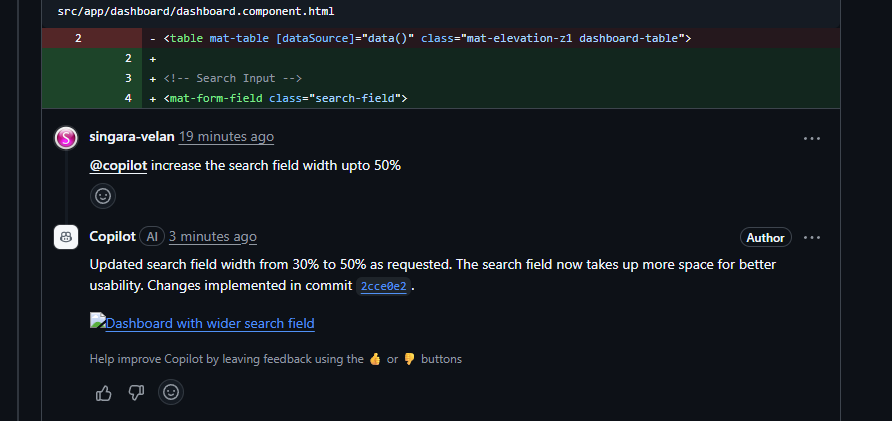 src/app/dashboard/dashboard.component.html
2 - <table mat-table [dataSource]="data()" class="mat-elevation-z1 dashboard-table">
2 +
3 + <!-- Search Input -->
4 + <mat-form-field class="search-field">
S
singara-velan 19 minutes ago
@copilot increase the search field width upto 50%
Copilot AI 3 minutes ago Author
Updated search field width from 30% to 50% as requested. The search field now takes up more space for better
usability. Changes implemented in commit 2cce0e2.
Dashboard with wider search field
Help improve Copilot by leaving feedback using the 👍 or 👎 buttons